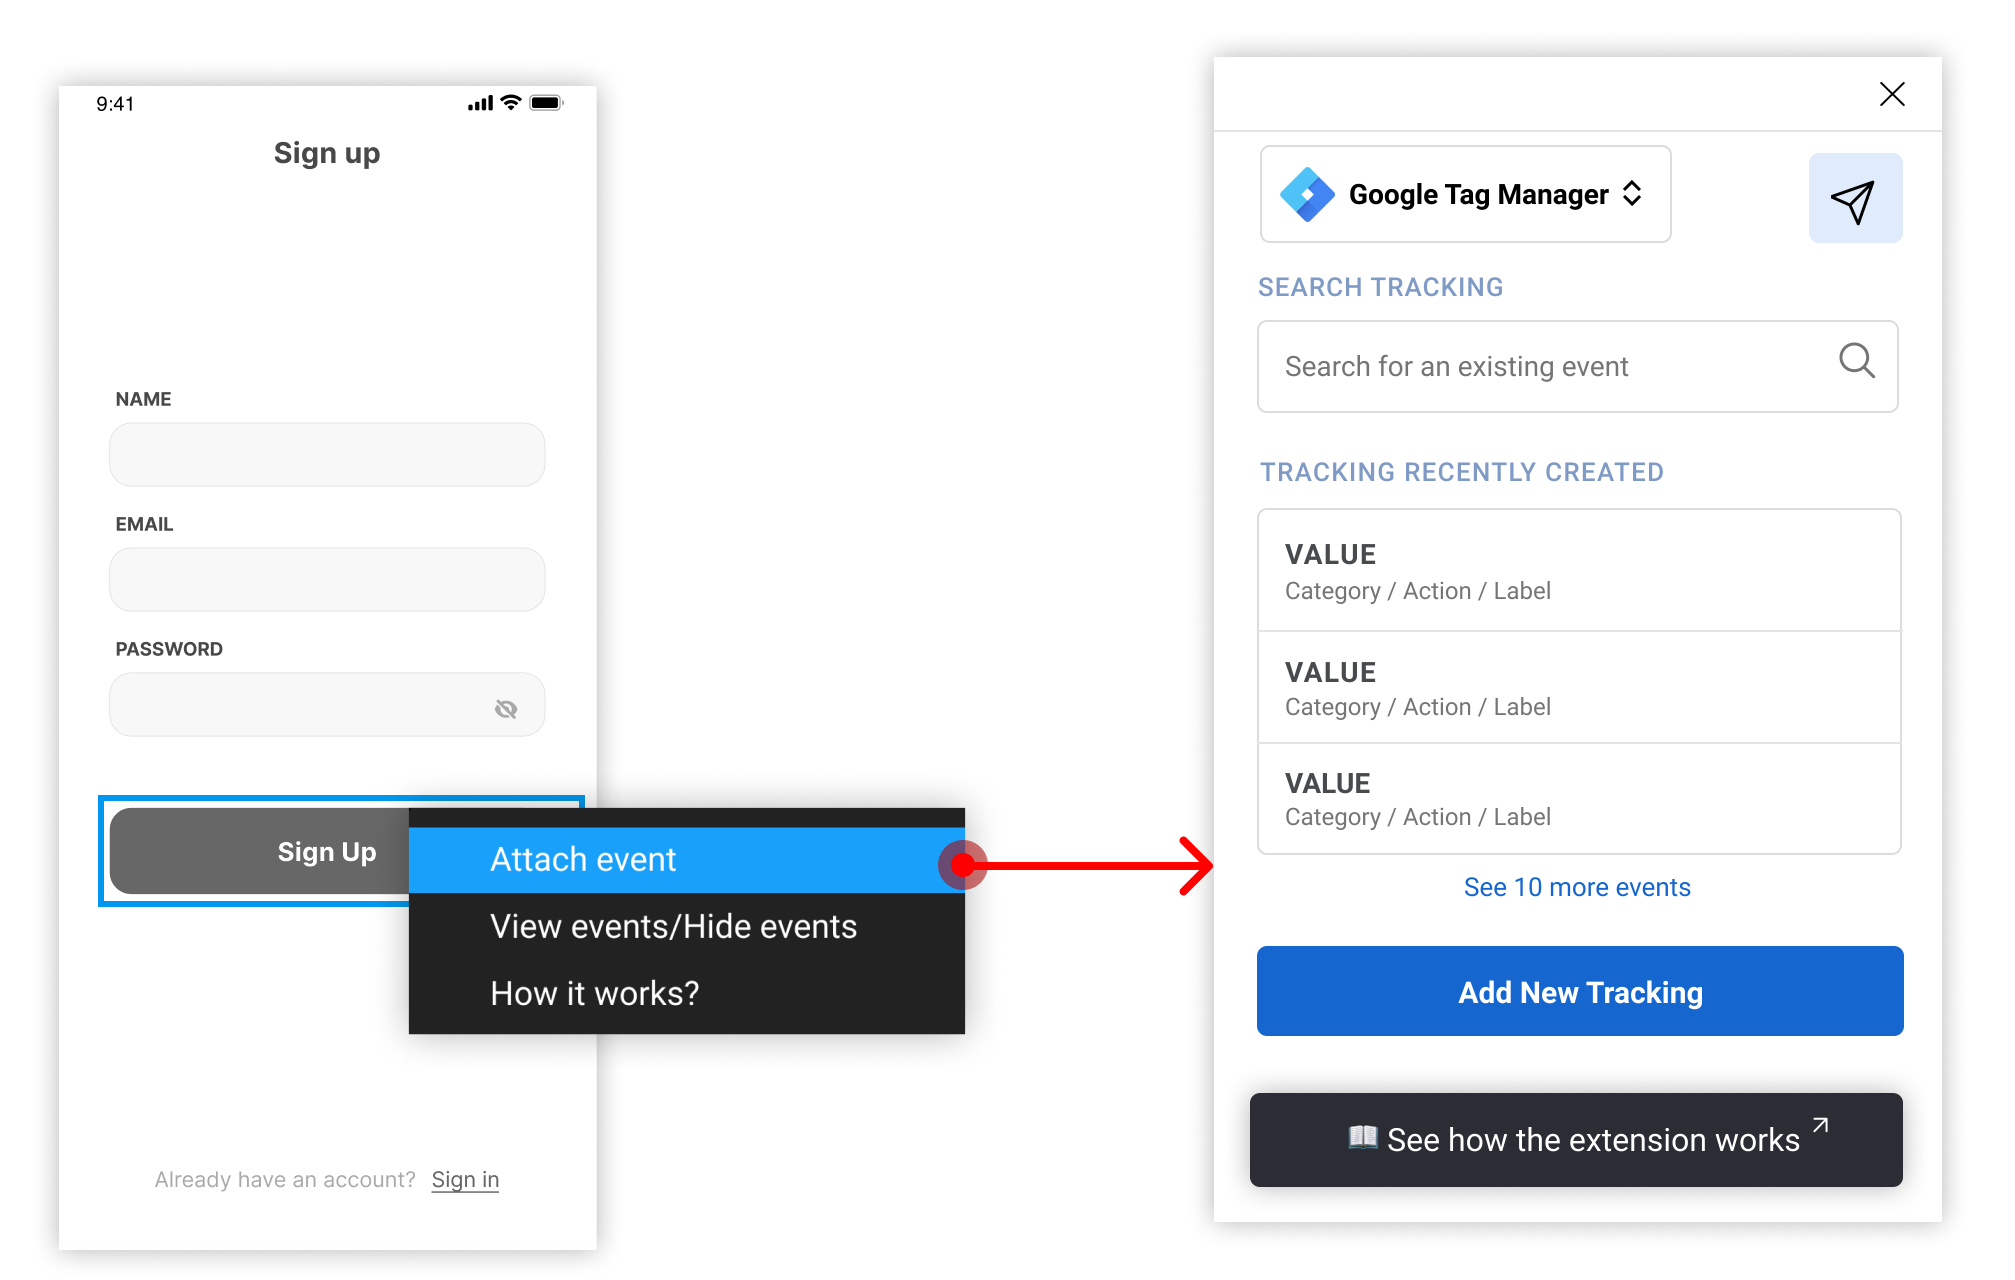 9:41
Sign up
NAME
EMAIL
PASSWORD
Sign Up
Attach event
View events/Hide events
How it works?
Already have an account? Sign in
Google Tag Manager
SEARCH TRACKING
Search for an existing event
TRACKING RECENTLY CREATED
VALUE
Category / Action / Label
VALUE
Category / Action / Label
VALUE
Category / Action / Label
See 10 more events
Add New Tracking
See how the extension works